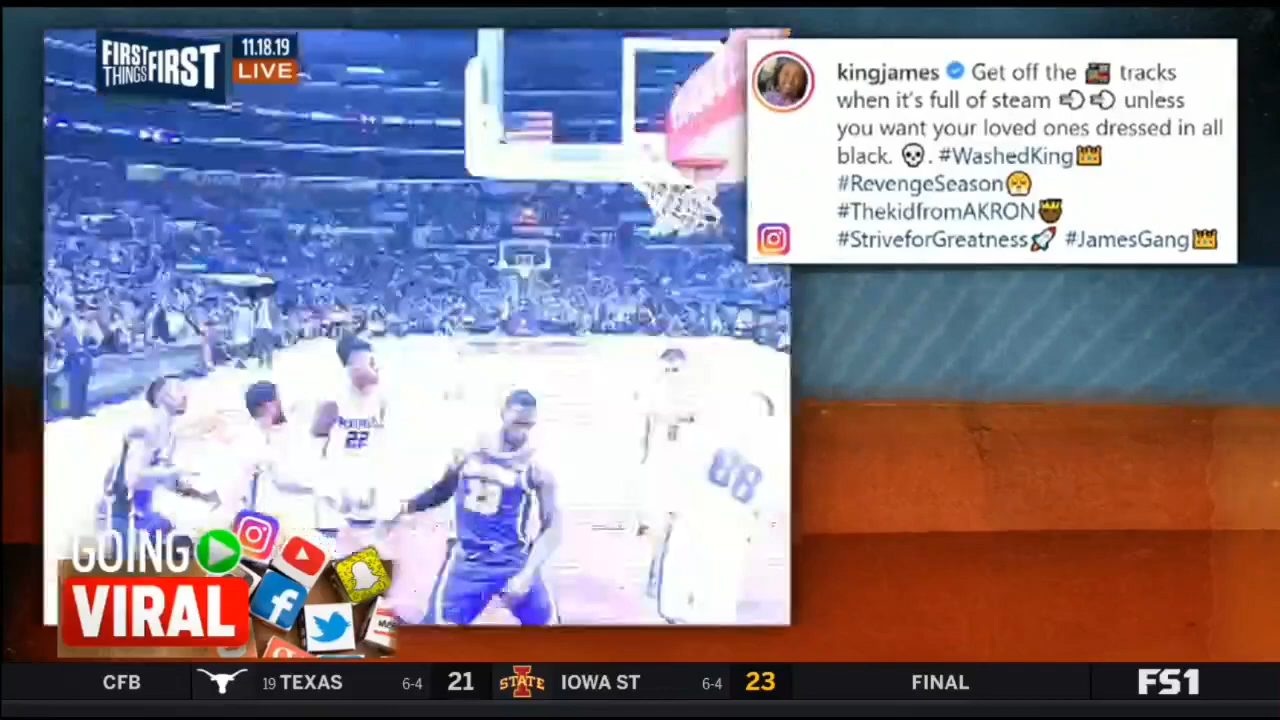 FIRST THINGS FIRST
11.18.19
LIVE
kingjames Get off the 🚂 tracks
when it's full of steam 💨💨 unless
you want your loved ones dressed in all
black. 💀. #WashedKing👑
#RevengeSeason😤
#ThekidfromAKRON🤴🏾
#StriveforGreatness🚀 #JamesGang👑
22
23
88
GOING
VIRAL
CFB
19 TEXAS 6-4 21
STATE IOWA ST 6-4 23
FINAL
FS1